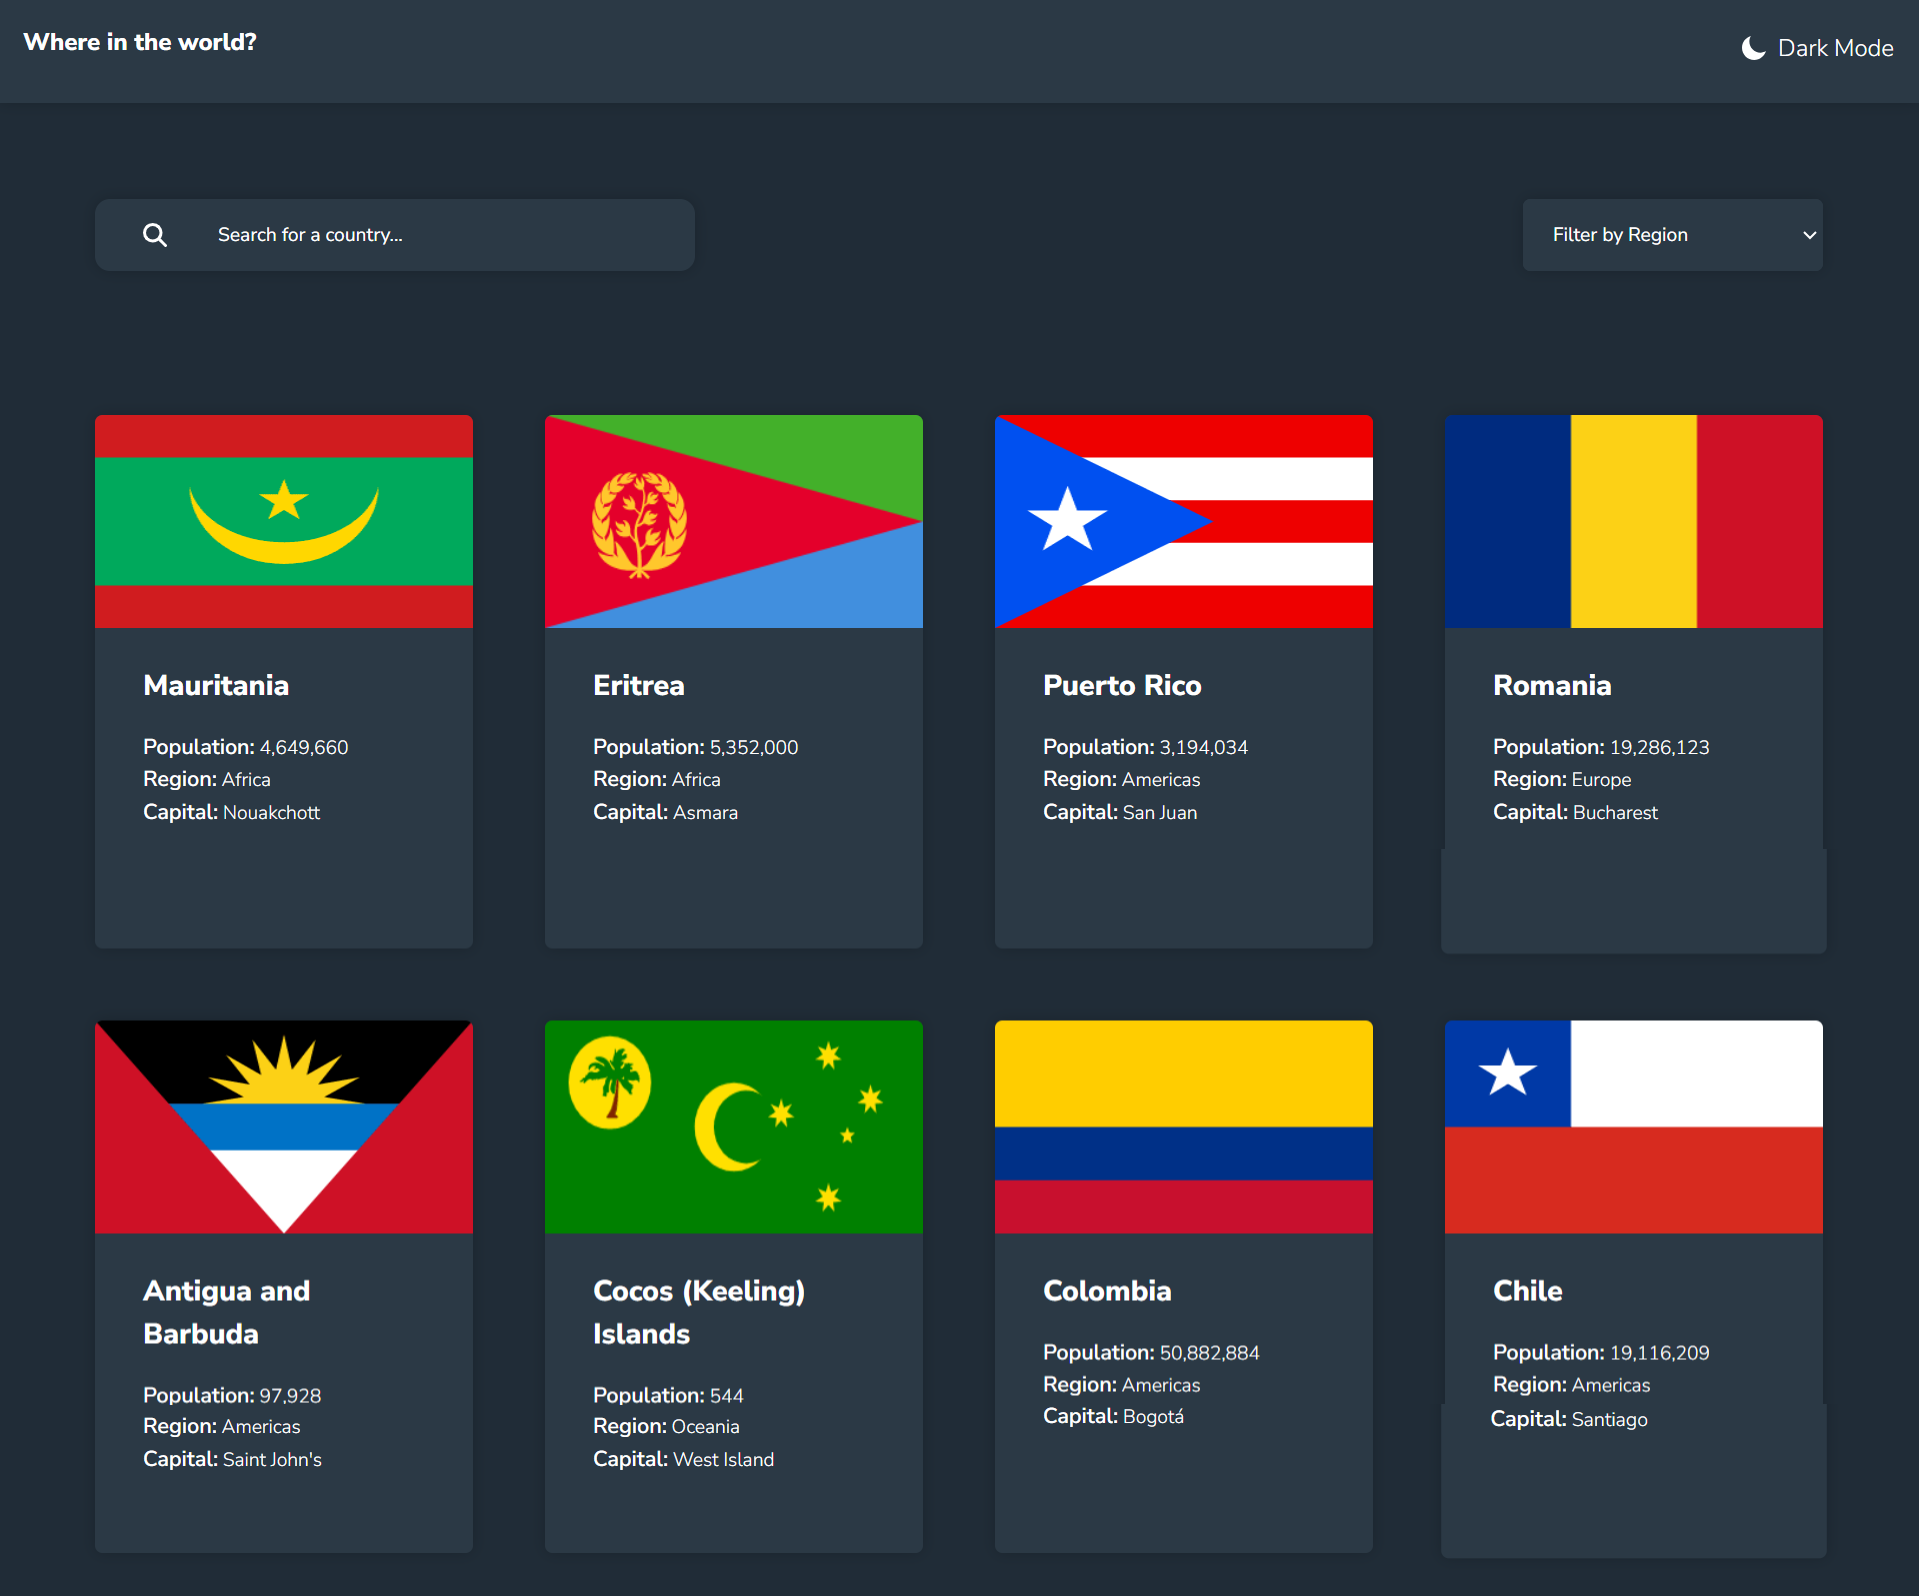 Where in the world?
Dark Mode
Search for a country...
Filter by Region
Mauritania
Population: 4,649,660
Region: Africa
Capital: Nouakchott
Eritrea
Population: 5,352,000
Region: Africa
Capital: Asmara
Puerto Rico
Population: 3,194,034
Region: Americas
Capital: San Juan
Romania
Population: 19,286,123
Region: Europe
Capital: Bucharest
Antigua and
Barbuda
Population: 97,928
Region: Americas
Capital: Saint John's
Cocos (Keeling)
Islands
Population: 544
Region: Oceania
Capital: West Island
Colombia
Population: 50,882,884
Region: Americas
Capital: Bogotá
Chile
Population: 19,116,209
Region: Americas
Capital: Santiago